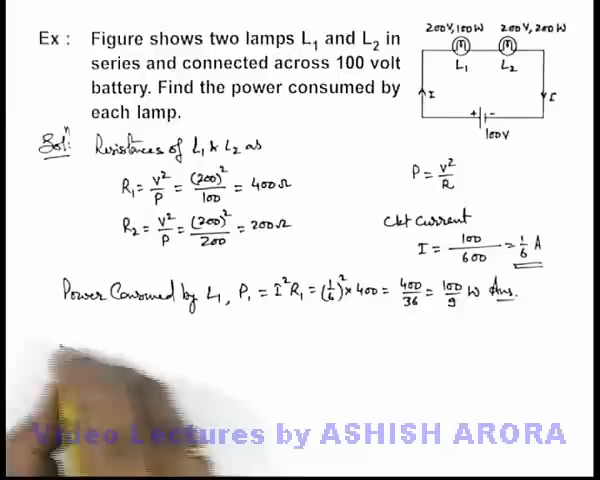 Ex : Figure shows two lamps L₁ and L₂ in
series and connected across 100 volt
battery. Find the power consumed by
each lamp.
200V,100W 200V,200W
L₁ L₂
I I
+ -
100V
Solⁿ: Resistances of L₁ & L₂ as
R₁ = V²/P = (200)²/100 = 400Ω
R₂ = V²/P = (200)²/200 = 200Ω
P = V²/R
Ckt Current
I = 100/600 = 1/6 A
Power Consumed by L₁, P₁ = I²R₁ = (1/6)² × 400 = 400/36 = 100/9 W Ans.
Video Lectures by ASHISH ARORA